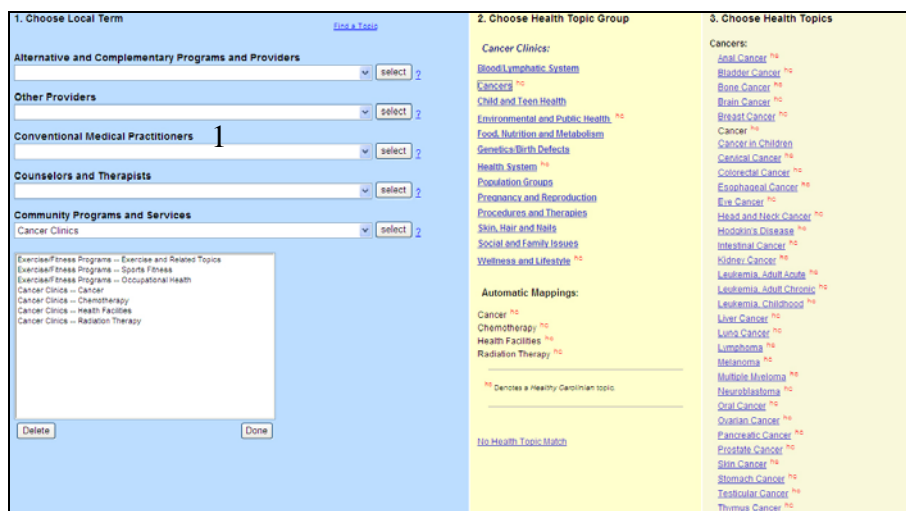 1. Choose Local Term
Find a Topic
Alternative and Complementary Programs and Providers
select ?
Other Providers
select ?
Conventional Medical Practitioners 1
select ?
Counselors and Therapists
select ?
Community Programs and Services
Cancer Clinics select ?
Exercise/Fitness Programs -- Exercise and Related Topics
Exercise/Fitness Programs -- Sports Fitness
Exercise/Fitness Programs -- Occupational Health
Cancer Clinics -- Cancer
Cancer Clinics -- Chemotherapy
Cancer Clinics -- Health Facilities
Cancer Clinics -- Radiation Therapy
Delete Done
2. Choose Health Topic Group
Cancer Clinics:
Blood/Lymphatic System
Cancers hc
Child and Teen Health
Environmental and Public Health hc
Food, Nutrition and Metabolism
Genetics/Birth Defects
Health System hc
Population Groups
Pregnancy and Reproduction
Procedures and Therapies
Skin, Hair and Nails
Social and Family Issues
Wellness and Lifestyle hc
Automatic Mappings:
Cancer hc
Chemotherapy hc
Health Facilities hc
Radiation Therapy hc
hc Denotes a Healthy Carolinian topic.
No Health Topic Match
3. Choose Health Topics
Cancers:
Anal Cancer hc
Bladder Cancer hc
Bone Cancer hc
Brain Cancer hc
Breast Cancer hc
Cancer hc
Cancer in Children
Cervical Cancer hc
Colorectal Cancer hc
Esophageal Cancer hc
Eye Cancer hc
Head and Neck Cancer hc
Hodgkin's Disease hc
Intestinal Cancer hc
Kidney Cancer hc
Leukemia, Adult Acute hc
Leukemia, Adult Chronic hc
Leukemia, Childhood hc
Liver Cancer hc
Lung Cancer hc
Lymphoma hc
Melanoma hc
Multiple Myeloma hc
Neuroblastoma hc
Oral Cancer hc
Ovarian Cancer hc
Pancreatic Cancer hc
Prostate Cancer hc
Skin Cancer hc
Stomach Cancer hc
Testicular Cancer hc
Thymus Cancer hc